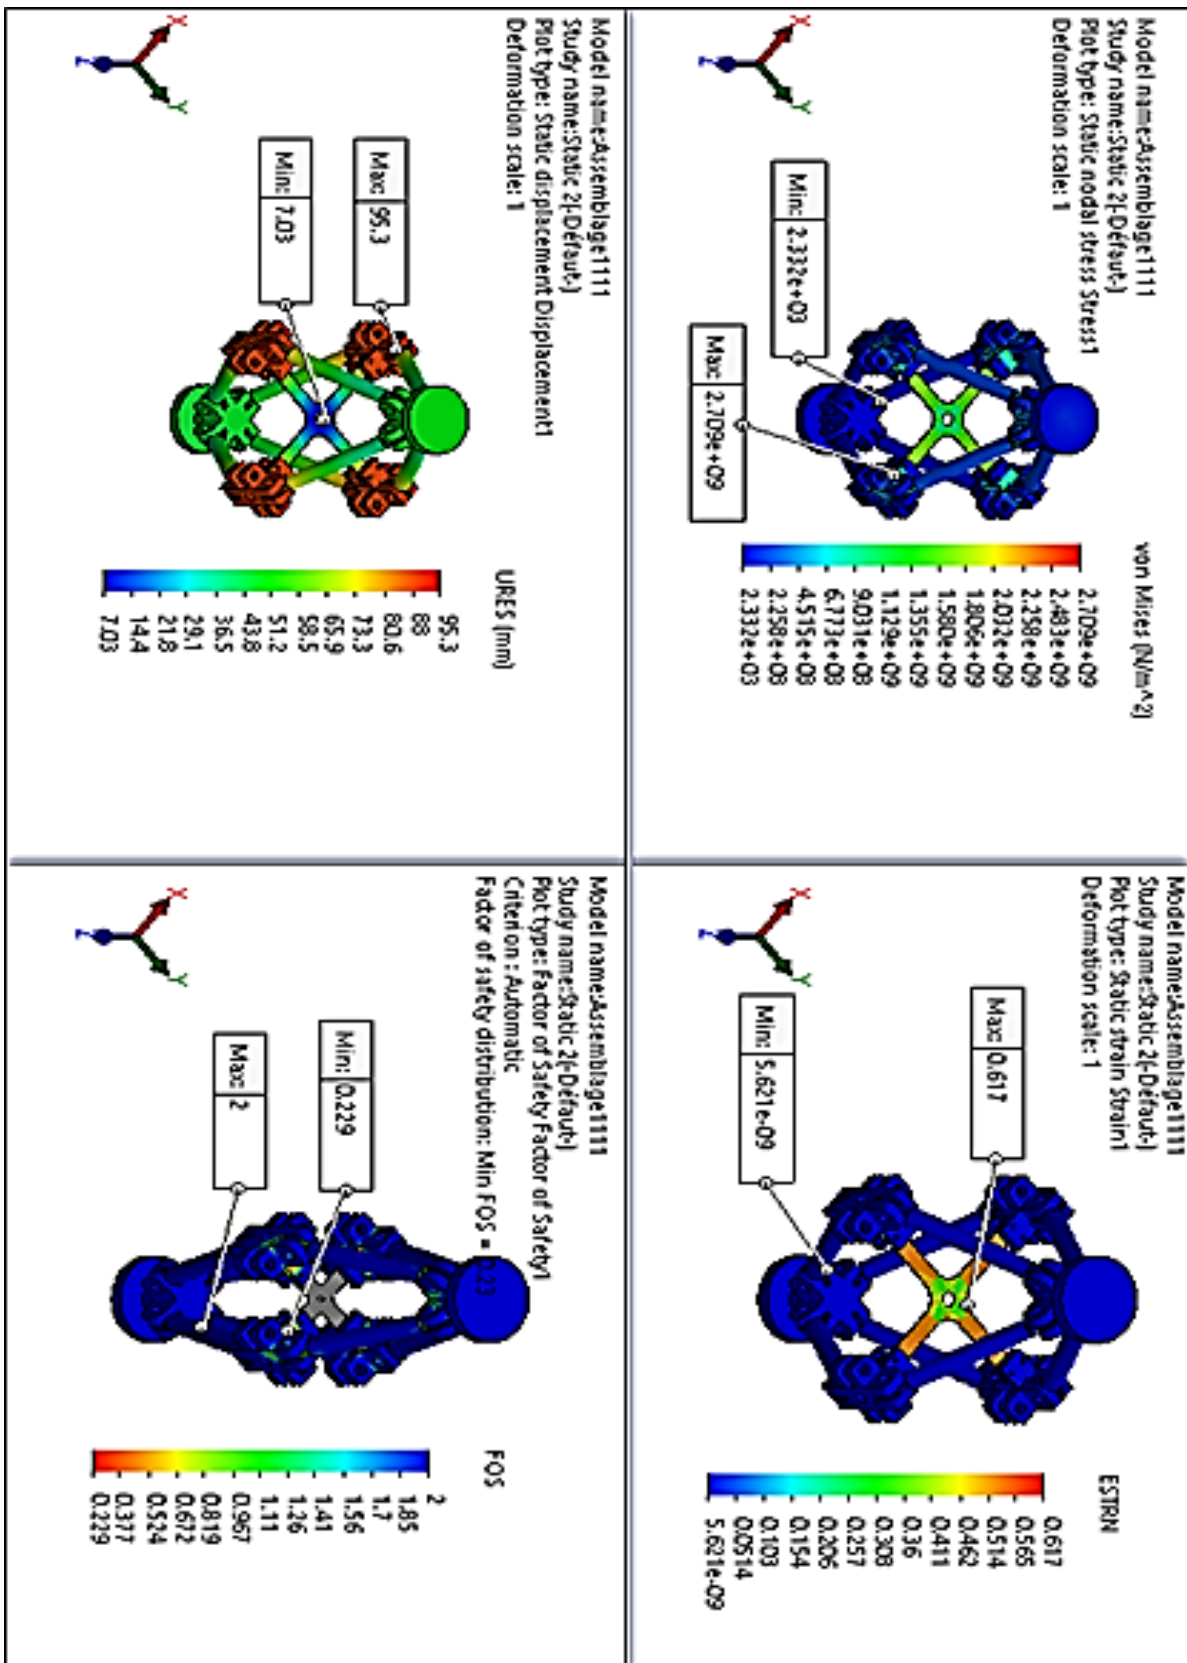 Model name:Assemblage1111
Study name:Static 2(-Défaut-)
Plot type: Static nodal stress Stress1
Deformation scale: 1
Min: 2.332e+03
Max: 2.709e+09
von Mises (N/m^2)
2.709e+09
2.483e+09
2.258e+09
2.032e+09
1.806e+09
1.580e+09
1.355e+09
1.129e+09
9.031e+08
6.773e+08
4.515e+08
2.258e+08
2.332e+03
X
Y
Z
Model name:Assemblage1111
Study name:Static 2(-Défaut-)
Plot type: Static strain Strain1
Deformation scale: 1
Max: 0.617
Min: 5.621e-09
ESTRN
0.617
0.565
0.514
0.462
0.411
0.36
0.308
0.257
0.206
0.154
0.103
0.0514
5.621e-09
X
Y
Z
Model name:Assemblage1111
Study name:Static 2(-Défaut-)
Plot type: Static displacement Displacement1
Deformation scale: 1
Max: 95.3
Min: 7.03
URES (mm)
95.3
88
80.6
73.3
65.9
58.5
51.2
43.8
36.5
29.1
21.8
14.4
7.03
X
Y
Z
Model name:Assemblage1111
Study name:Static 2(-Défaut-)
Plot type: Factor of Safety Factor of Safety1
Criterion : Automatic
Factor of safety distribution: Min FOS = 0.23
Min: 0.229
Max: 2
FOS
2
1.85
1.7
1.56
1.41
1.26
1.11
0.967
0.819
0.672
0.524
0.377
0.229
X
Y
Z